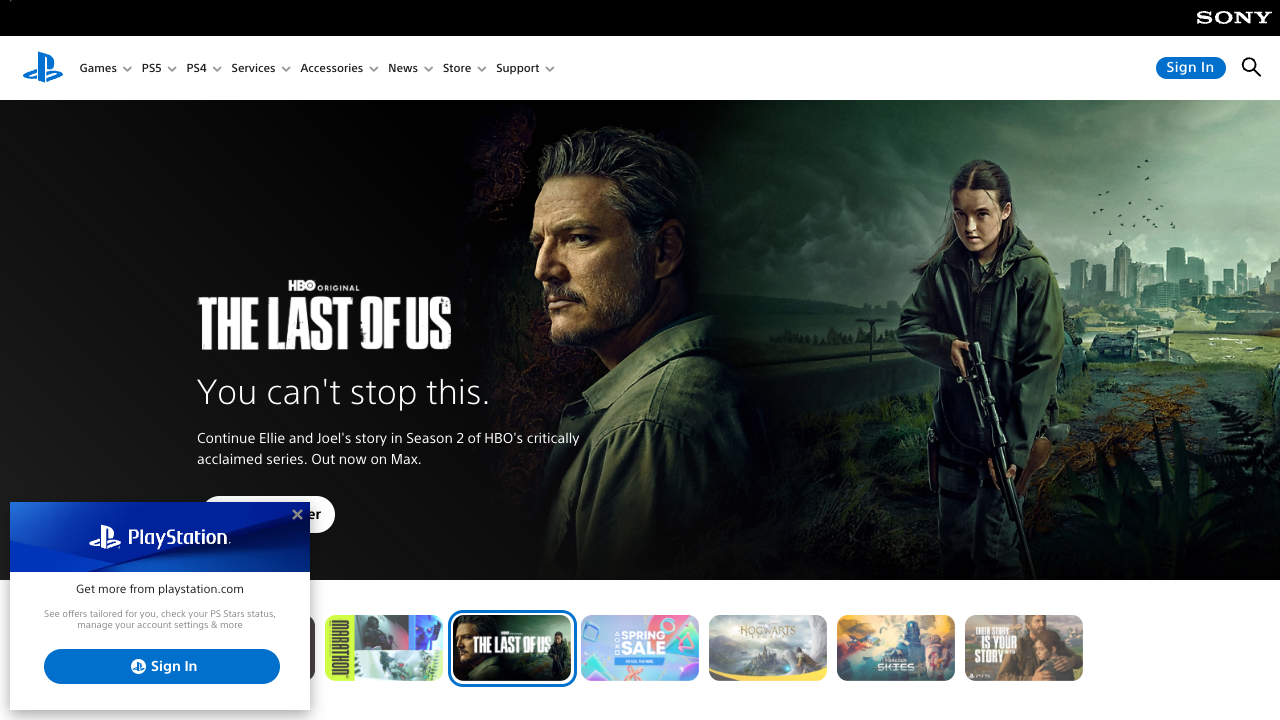 SONY
Games
PS5
PS4
Services
Accessories
News
Store
Support
Sign In
HBO ORIGINAL
THE LAST OF US
You can't stop this.
Continue Ellie and Joel's story in Season 2 of HBO's critically
acclaimed series. Out now on Max.
er
PlayStation
Get more from playstation.com
See offers tailored for you, check your PS Stars status,
manage your account settings & more
Sign In
MARATHON
THE LAST OF US
SPRING
SALE
HOGWARTS
FOREVER
SKIES
THEIR STORY
IS YOUR
STORY
PS5